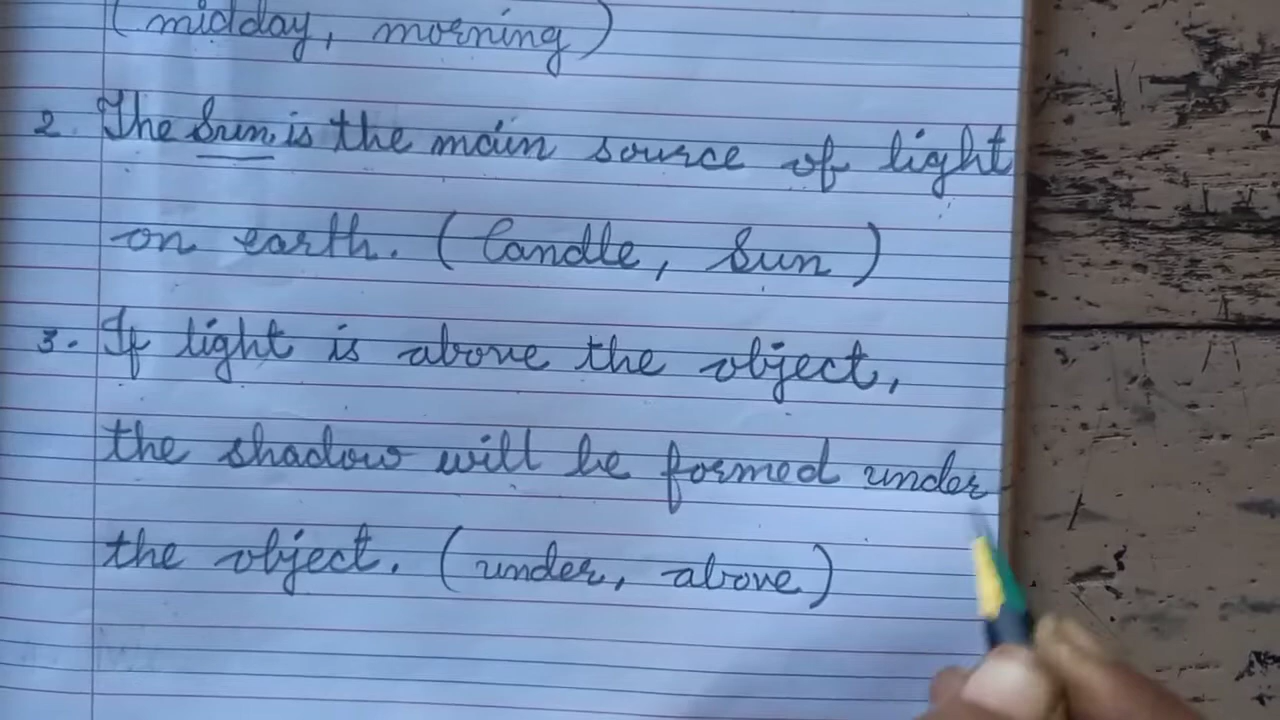 (midday, morning)
2. The Sun is the main source of light
on earth. (Candle, Sun)
3. If light is above the object,
the shadow will be formed under
the object. (under, above)